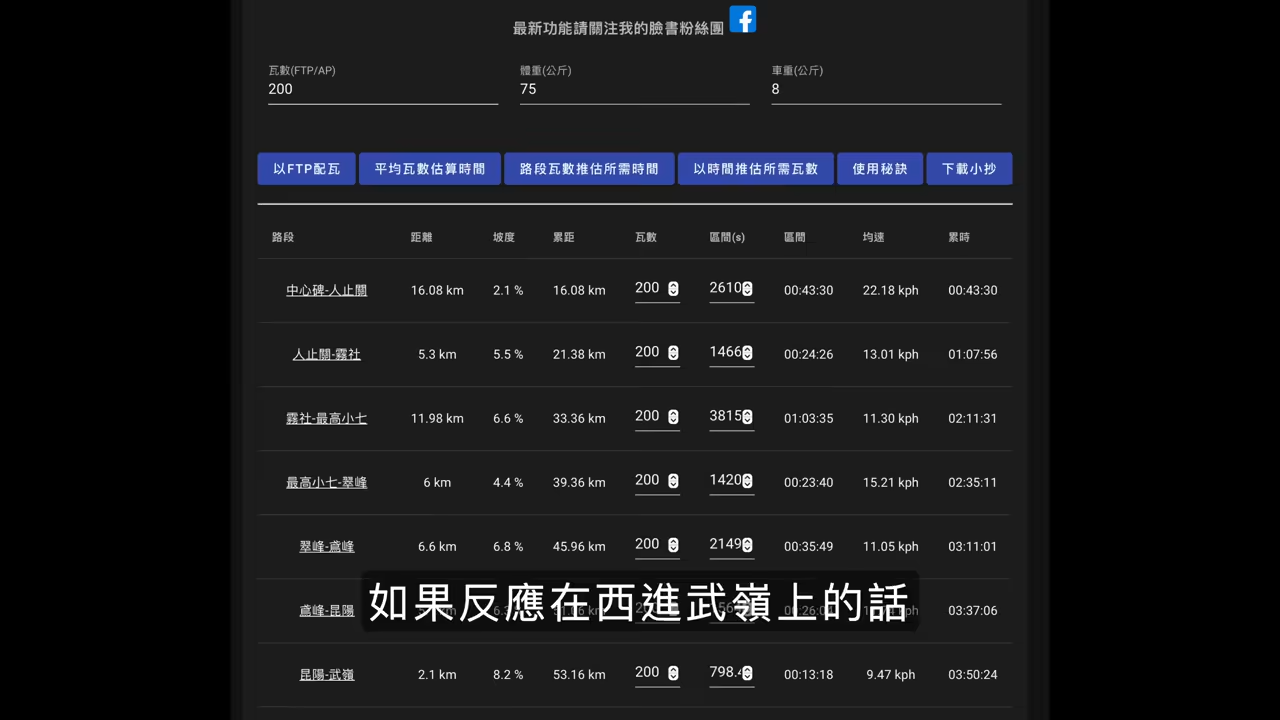 最新功能請關注我的臉書粉絲團
瓦數(FTP/AP) 體重(公斤) 車重(公斤)
200 75 8
以FTP配瓦 平均瓦數估算時間 路段瓦數推估所需時間 以時間推估所需瓦數 使用秘訣 下載小抄
路段 距離 坡度 累距 瓦數 區間(s) 區間 均速 累時
中心碑-人止關 16.08 km 2.1 % 16.08 km 200 2610 00:43:30 22.18 kph 00:43:30
人止關-霧社 5.3 km 5.5 % 21.38 km 200 1466 00:24:26 13.01 kph 01:07:56
霧社-最高小七 11.98 km 6.6 % 33.36 km 200 3815 01:03:35 11.30 kph 02:11:31
最高小七-翠峰 6 km 4.4 % 39.36 km 200 1420 00:23:40 15.21 kph 02:35:11
翠峰-鳶峰 6.6 km 6.8 % 45.96 km 200 2149 00:35:49 11.05 kph 03:11:01
鳶峰-昆陽 03:37:06
如果反應在西進武嶺上的話
昆陽-武嶺 2.1 km 8.2 % 53.16 km 200 798.4 00:13:18 9.47 kph 03:50:24